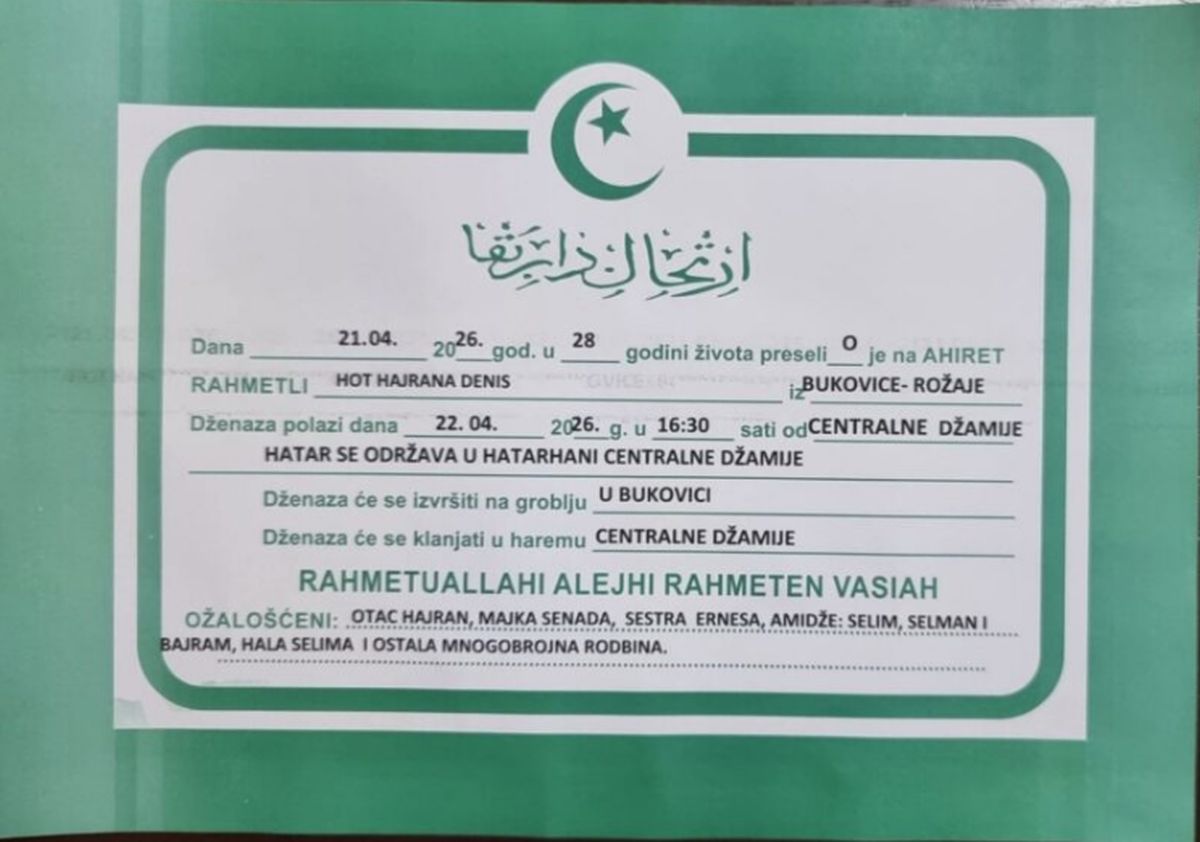 ارتحال دار بقا
Dana 21.04. 2026. god. u 28 godini života preseli O je na AHIRET
RAHMETLI HOT HAJRANA DENIS iz BUKOVICE- ROŽAJE
Dženaza polazi dana 22. 04. 2026. g. u 16:30 sati od CENTRALNE DŽAMIJE
HATAR SE ODRŽAVA U HATARHANI CENTRALNE DŽAMIJE
Dženaza će se izvršiti na groblju U BUKOVICI
Dženaza će se klanjati u haremu CENTRALNE DŽAMIJE
RAHMETUALLAHI ALEJHI RAHMETEN VASIAH
OŽALOŠĆENI: OTAC HAJRAN, MAJKA SENADA, SESTRA ERNESA, AMIDŽE: SELIM, SELMAN I
BAJRAM, HALA SELIMA I OSTALA MNOGOBROJNA RODBINA.